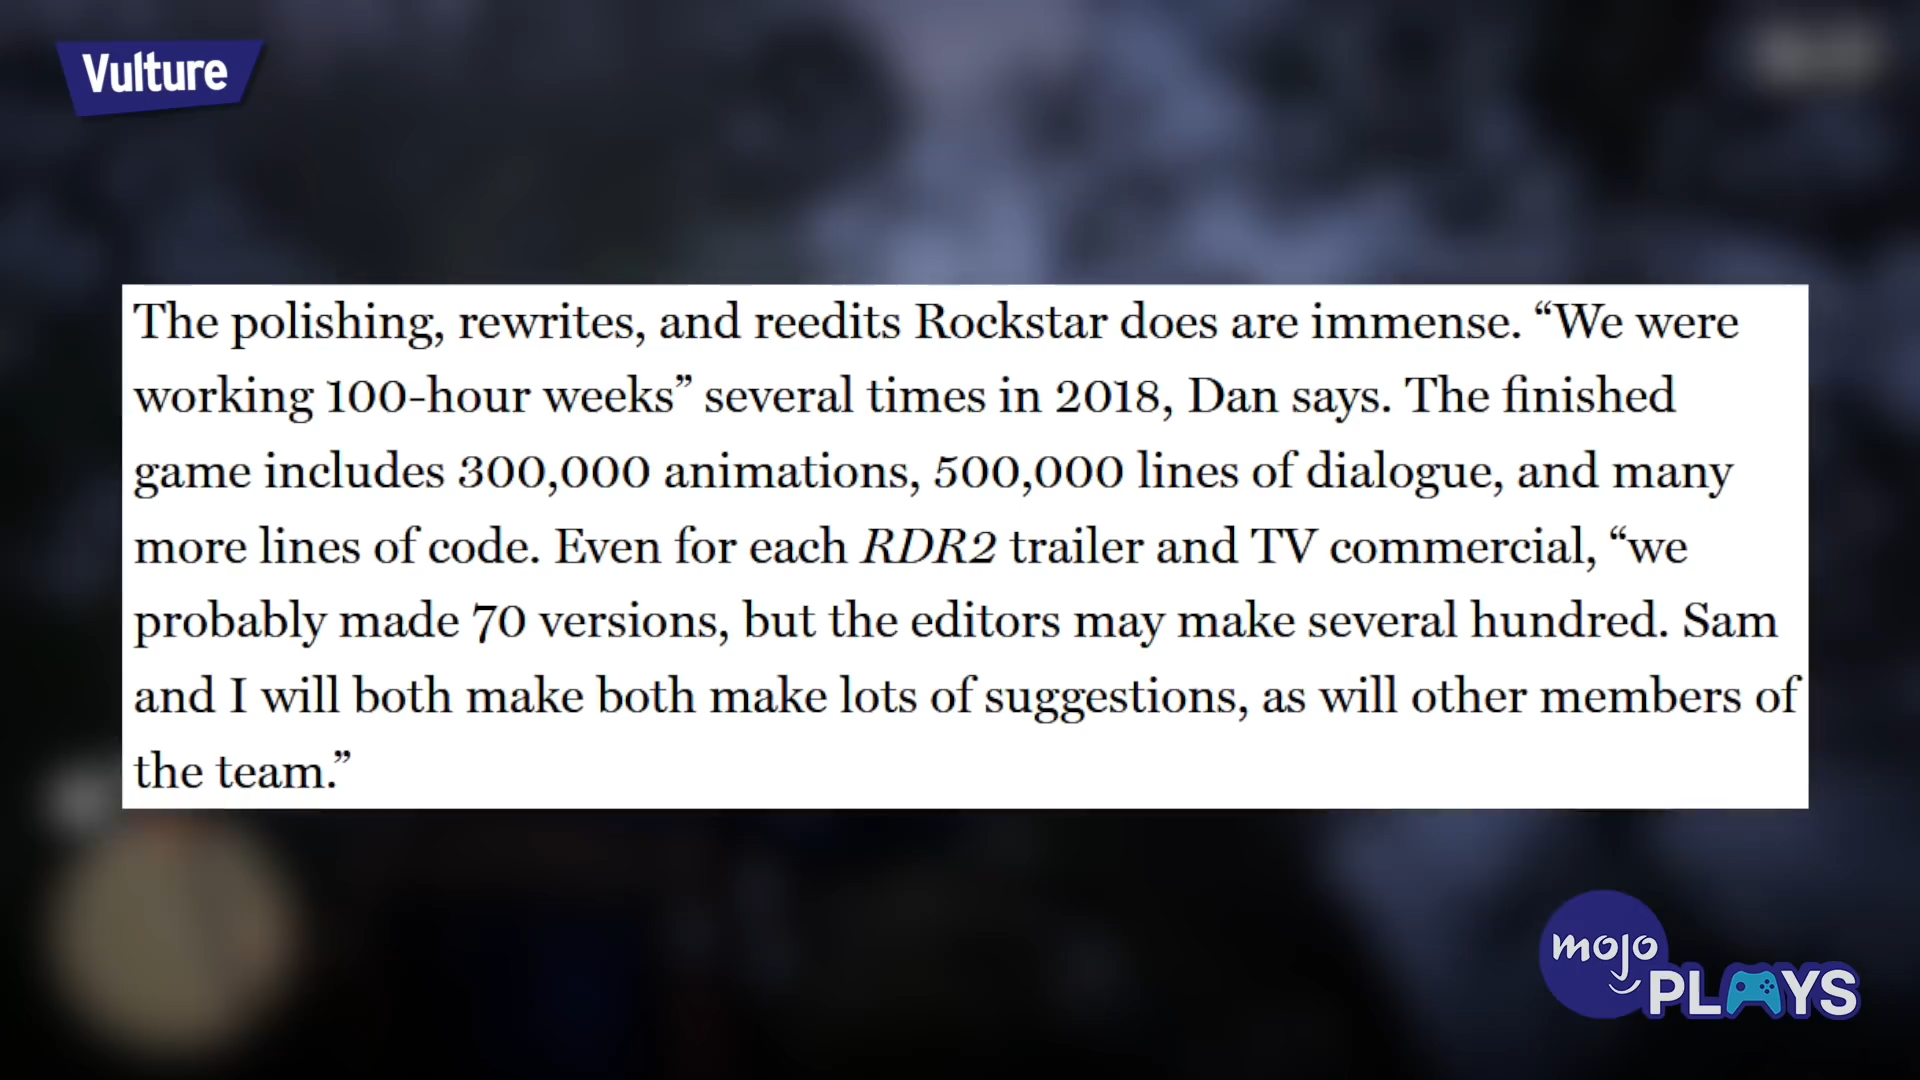 Vulture
The polishing, rewrites, and reedits Rockstar does are immense. “We were
working 100-hour weeks” several times in 2018, Dan says. The finished
game includes 300,000 animations, 500,000 lines of dialogue, and many
more lines of code. Even for each RDR2 trailer and TV commercial, “we
probably made 70 versions, but the editors may make several hundred. Sam
and I will both make both make lots of suggestions, as will other members of
the team.”
mojo
PLAYS